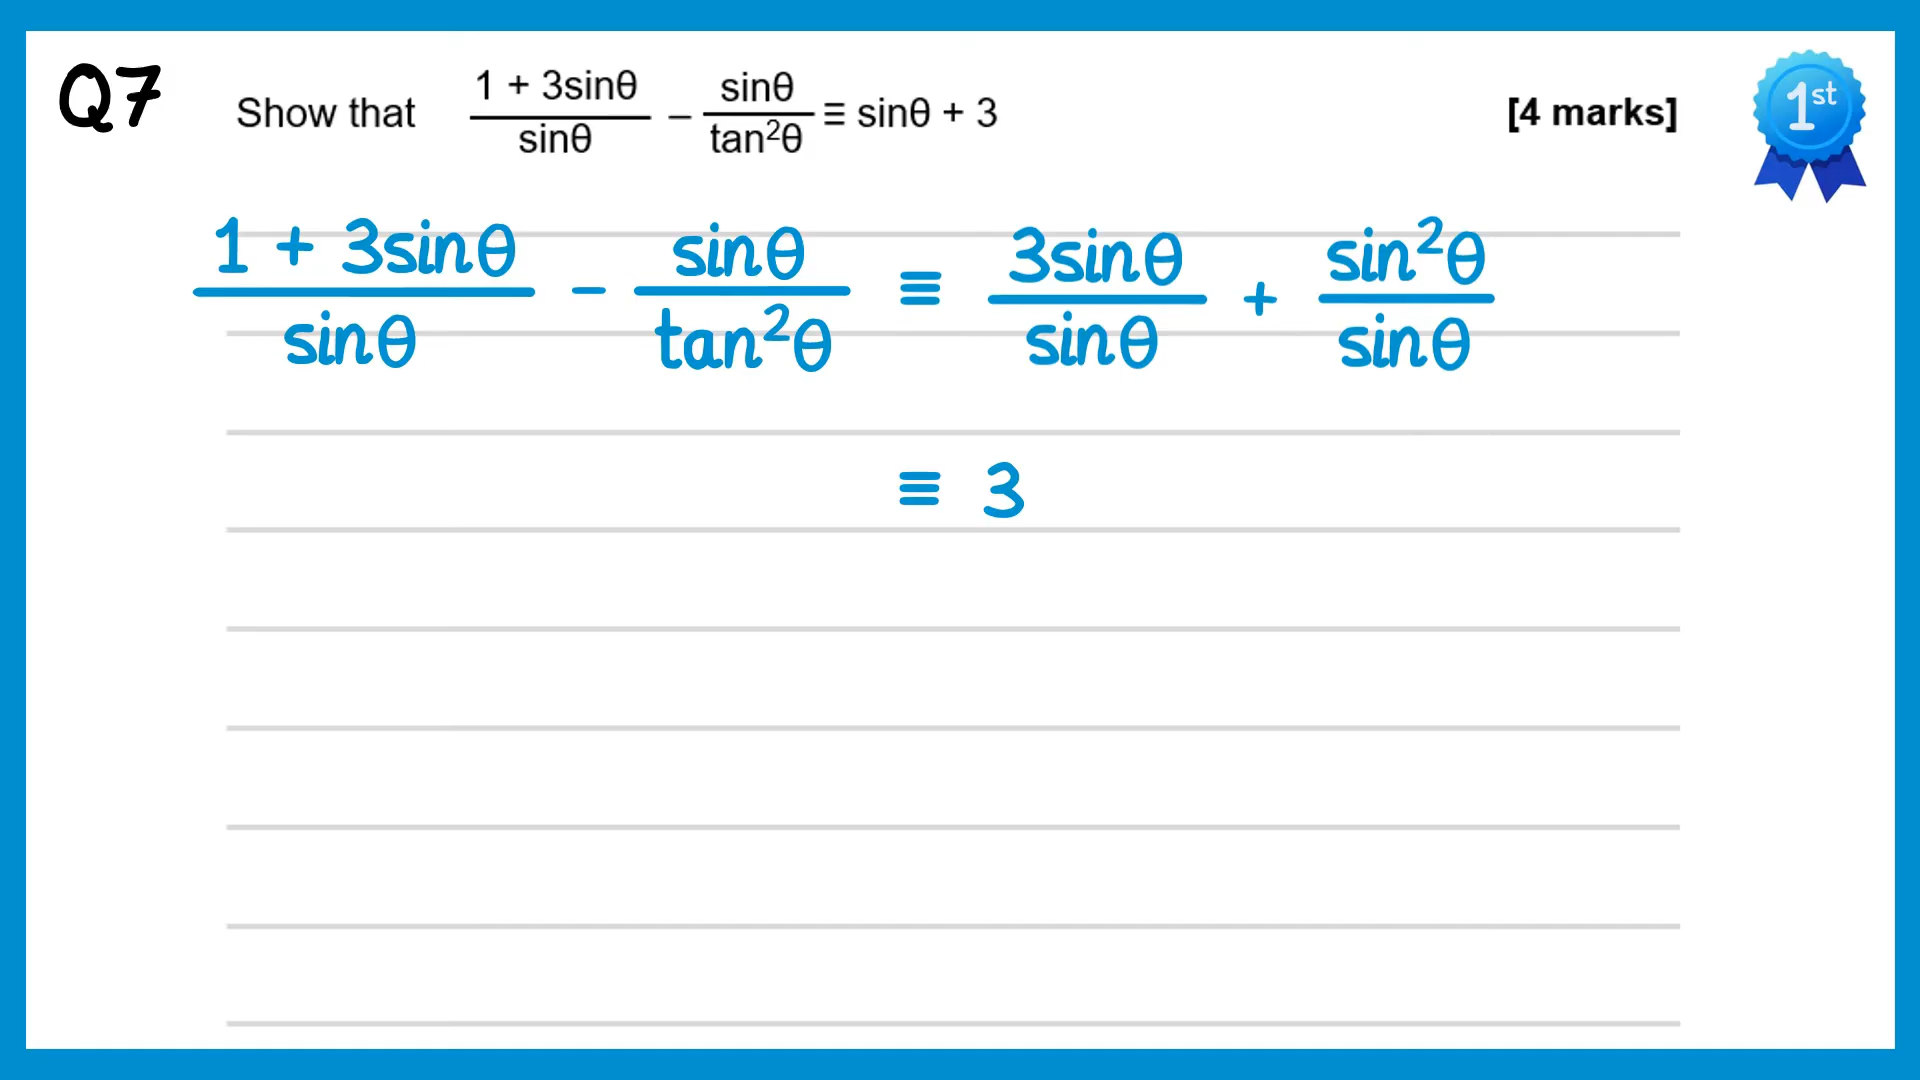 Q7 Show that (1 + 3sinθ)/sinθ – sinθ/tan²θ ≡ sinθ + 3 [4 marks] 1st
(1 + 3sinθ)/sinθ - sinθ/tan²θ ≡ 3sinθ/sinθ + sin²θ/sinθ
≡ 3